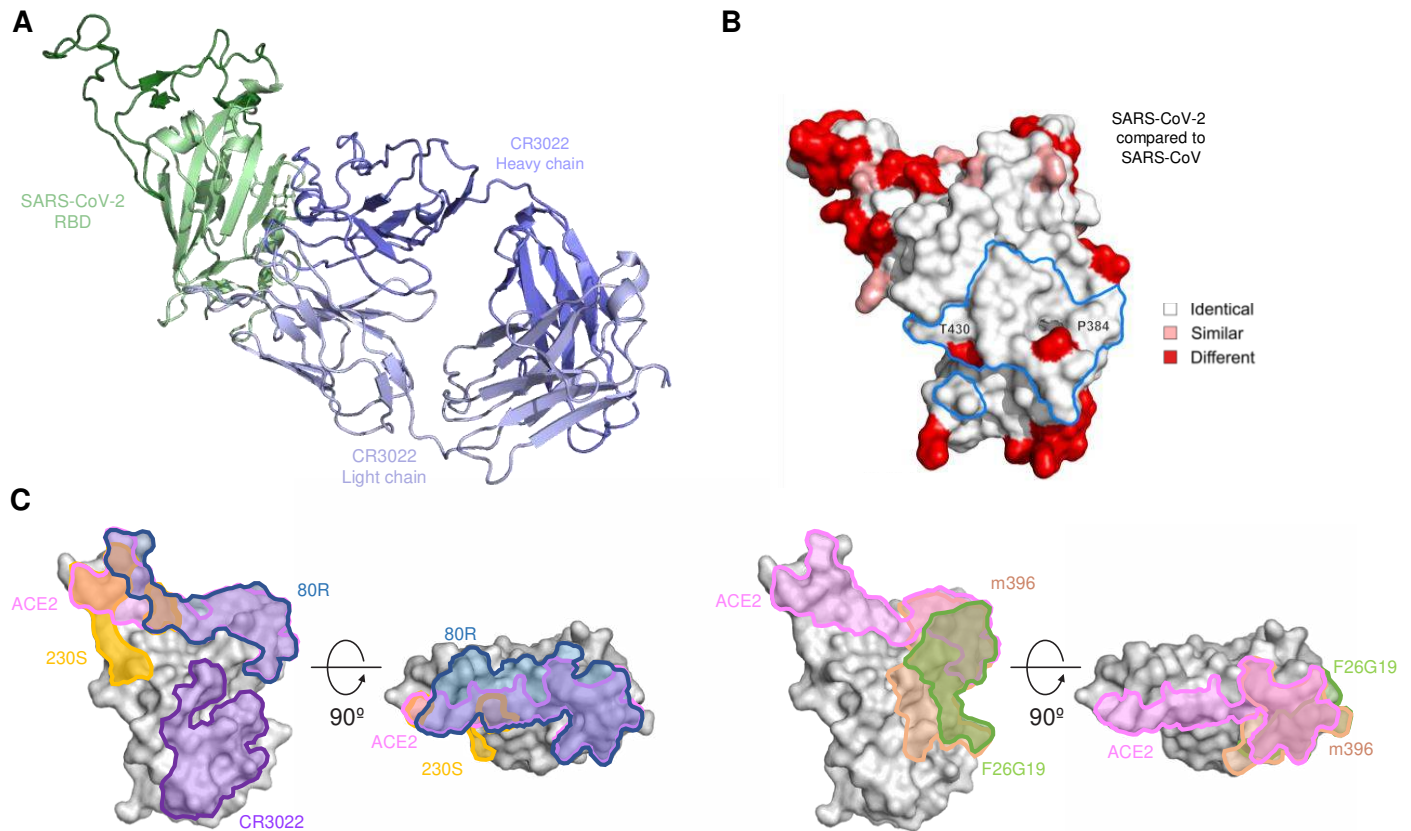 A
B
CR3022
Heavy chain
SARS-CoV-2
RBD
CR3022
Light chain
SARS-CoV-2
compared to
SARS-CoV
T430
P384
Identical
Similar
Different
C
ACE2
80R
230S
CR3022
90º
80R
ACE2
230S
ACE2
m396
F26G19
90º
F26G19
ACE2
m396